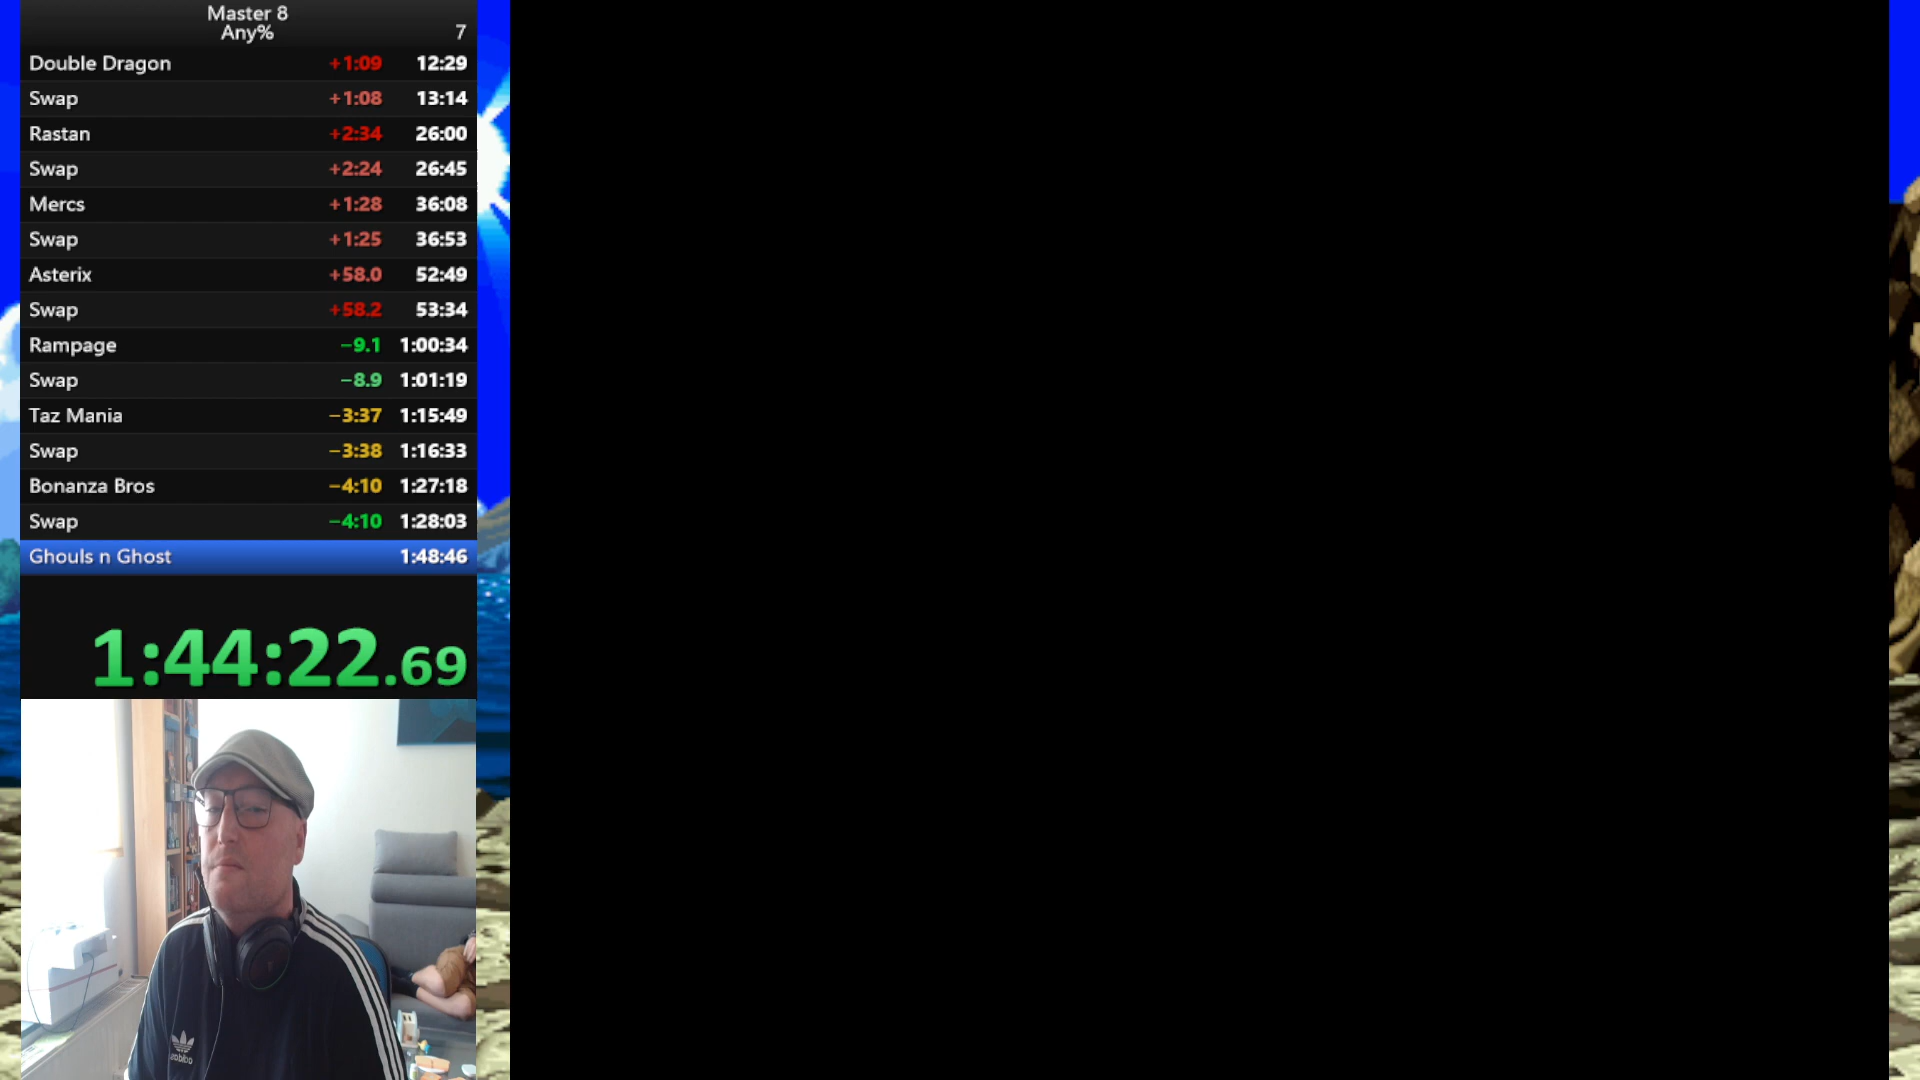 Master 8
Any%
7
Double Dragon +1:09 12:29
Swap +1:08 13:14
Rastan +2:34 26:00
Swap +2:24 26:45
Mercs +1:28 36:08
Swap +1:25 36:53
Asterix +58.0 52:49
Swap +58.2 53:34
Rampage −9.1 1:00:34
Swap −8.9 1:01:19
Taz Mania −3:37 1:15:49
Swap −3:38 1:16:33
Bonanza Bros −4:10 1:27:18
Swap −4:10 1:28:03
Ghouls n Ghost 1:48:46
1:44:22.69